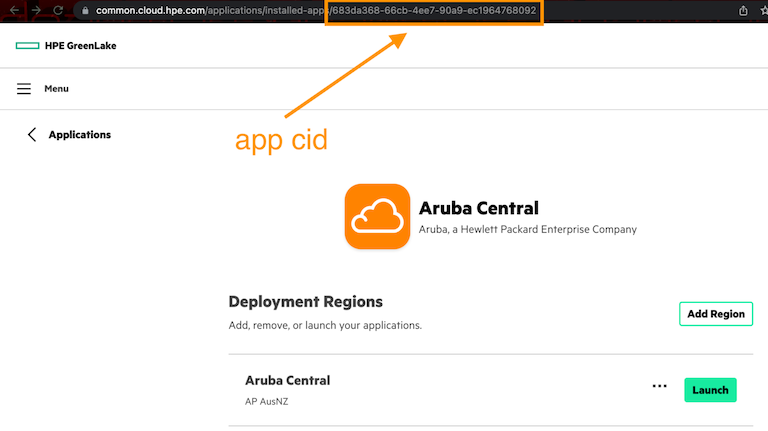 common.cloud.hpe.com/applications/installed-apps/683da368-66cb-4ee7-90a9-ec1964768092
HPE GreenLake
Menu
Applications
app cid
Aruba Central
Aruba, a Hewlett Packard Enterprise Company
Deployment Regions
Add, remove, or launch your applications.
Add Region
Aruba Central
AP AusNZ
Launch